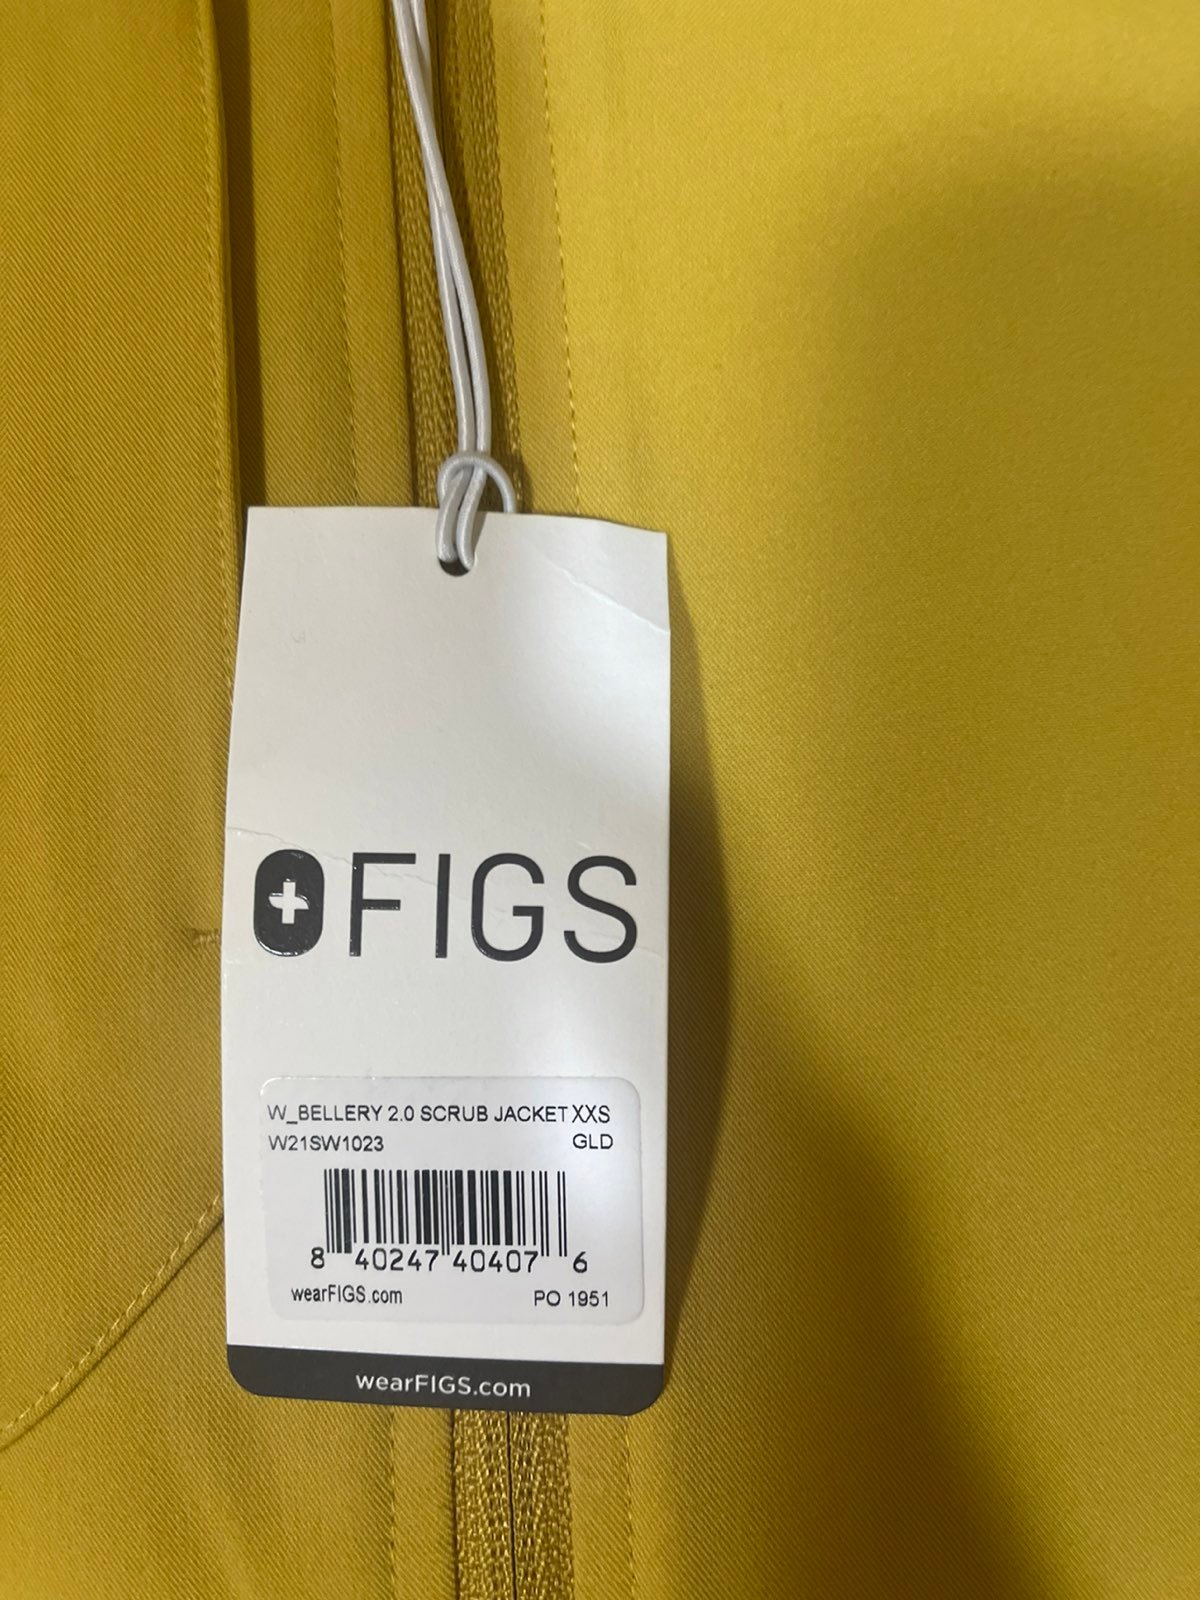 FIGS
W_BELLERY 2.0 SCRUB JACKET XXS
W21SW1023 GLD
8 40247 40407 6
wearFIGS.com PO 1951
wearFIGS.com